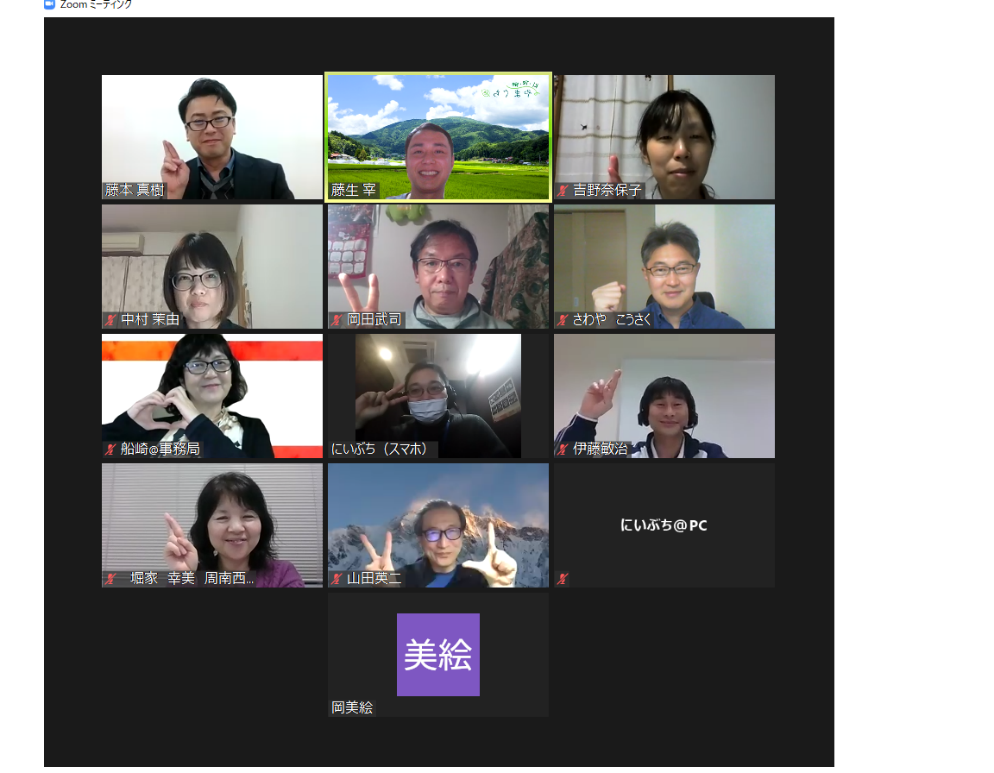 Zoom ミーティング
藤本 真樹
藤生 宰
吉野奈保子
中村 茉由
岡田武司
さわや こうさく
船崎@事務局
にいぶち（スマホ）
伊藤敏治
堀家 幸美 周南西...
山田英二
にいぶち@PC
美絵
岡美絵